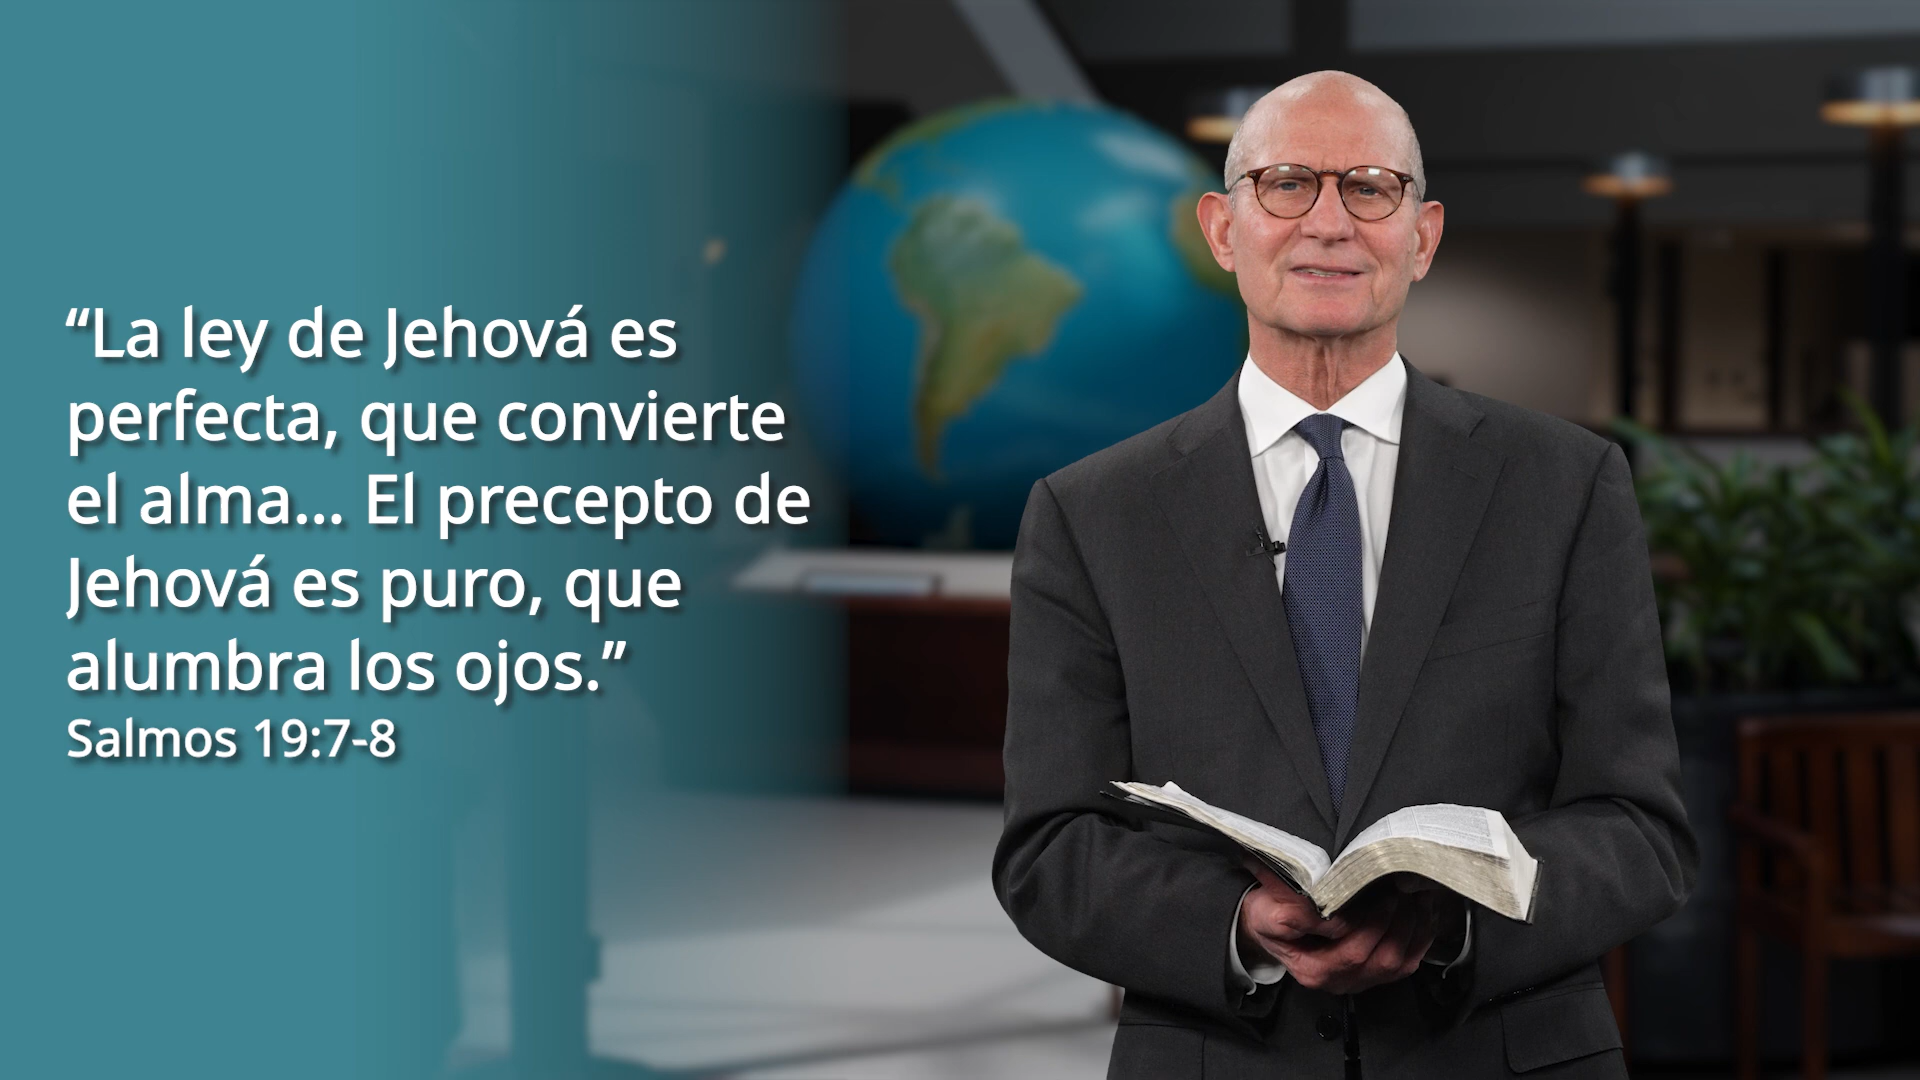 “La ley de Jehová es
perfecta, que convierte
el alma... El precepto de
Jehová es puro, que
alumbra los ojos.”
Salmos 19:7-8